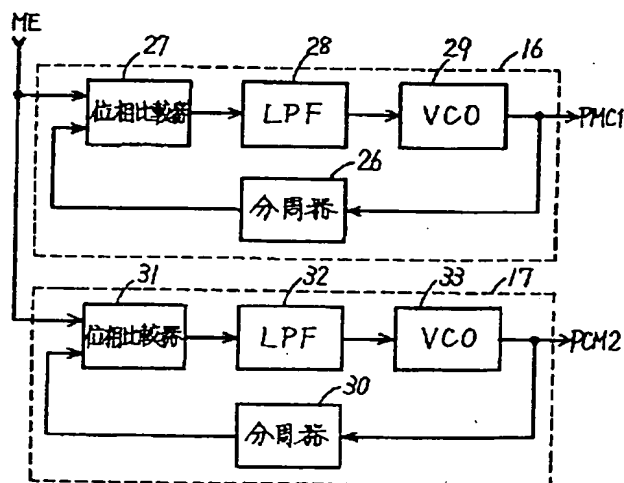 ME
27
28
29
16
位相比較器
LPF
VCO
PMC1
26
分周器
31
32
33
17
位相比較器
LPF
VCO
PCM2
30
分周器